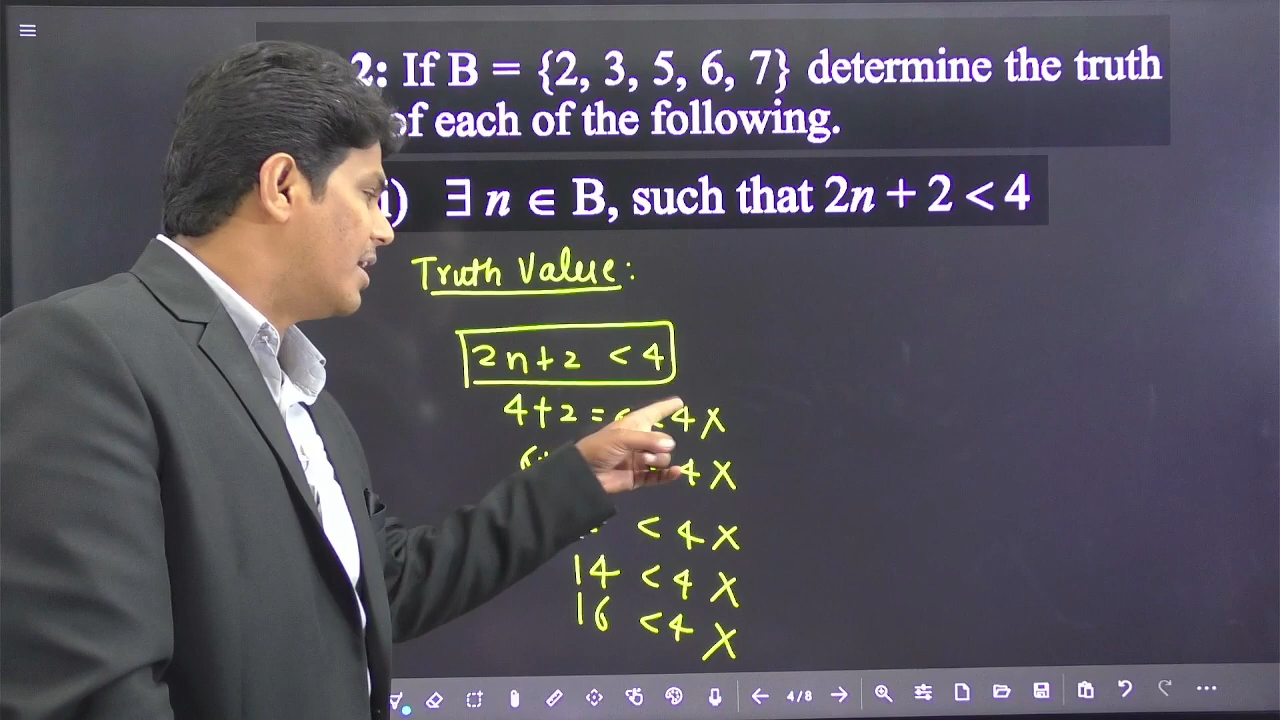 2: If B = {2, 3, 5, 6, 7} determine the truth
of each of the following.
i) ∃ n ∈ B, such that 2n + 2 < 4
Truth Value:
2n+2 < 4
4+2 = 6 < 4 X
4 X
< 4 X
14 < 4 X
16 < 4 X
4/8